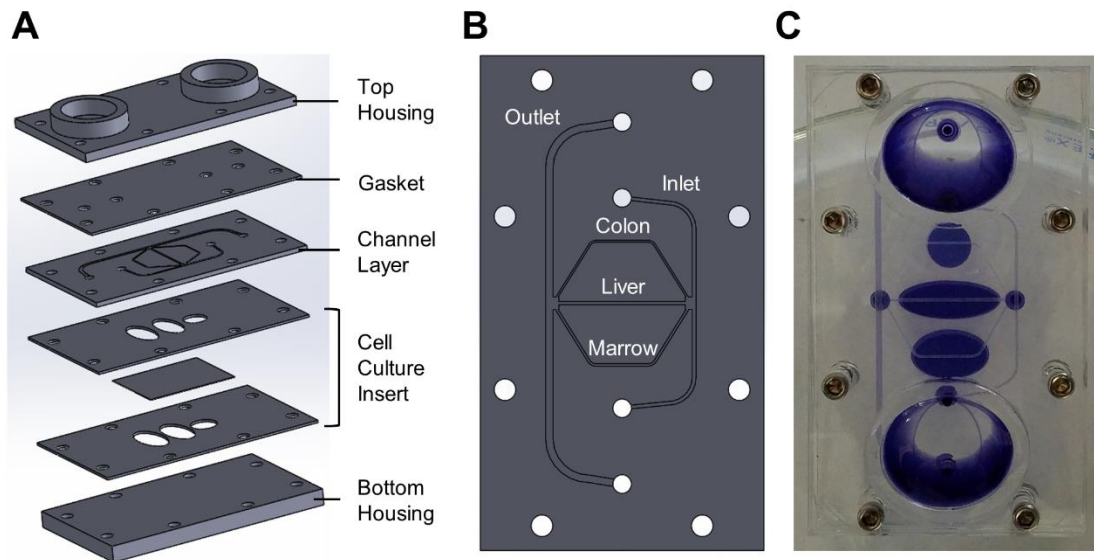 A
Top
Housing
Gasket
Channel
Layer
Cell
Culture
Insert
Bottom
Housing
B
Outlet
Inlet
Colon
Liver
Marrow
C